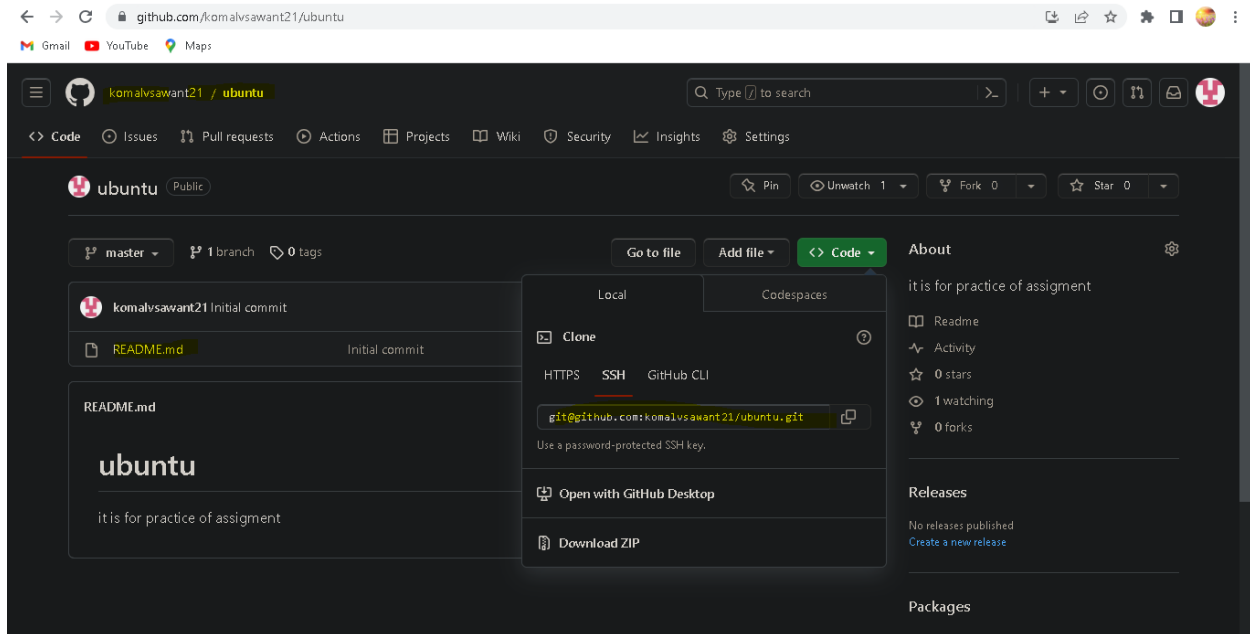 github.com/komalvsawant21/ubuntu
Gmail YouTube Maps
komalvsawant21 / ubuntu
Type / to search
Code Issues Pull requests Actions Projects Wiki Security Insights Settings
ubuntu Public
Pin Unwatch 1 Fork 0 Star 0
master 1 branch 0 tags
Go to file Add file <> Code
komalvsawant21 Initial commit
README.md Initial commit
README.md
ubuntu
it is for practice of assigment
Local Codespaces
Clone
HTTPS SSH GitHub CLI
git@github.com:komalvsawant21/ubuntu.git
Use a password-protected SSH key.
Open with GitHub Desktop
Download ZIP
About
it is for practice of assigment
Readme
Activity
0 stars
1 watching
0 forks
Releases
No releases published
Create a new release
Packages